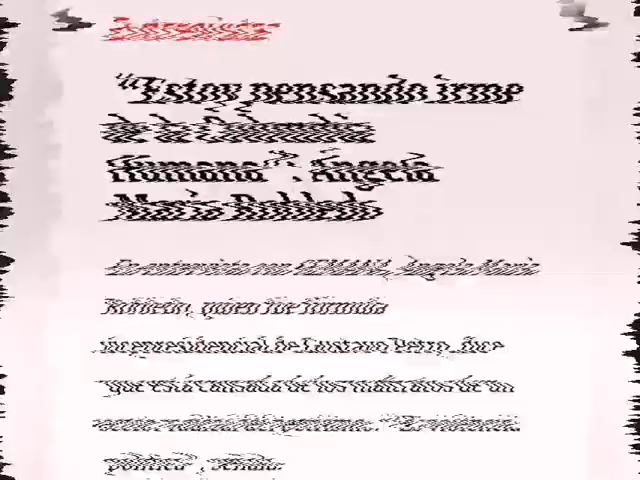 "Estoy pensando irme
de la Colombia
Humana": Ángela
María Robledo
En entrevista con SEMANA, Ángela María
Robledo, quien fue fórmula
vicepresidencial de Gustavo Petro, dice
que está cansada de los maltratos de un
sector radical del petrismo. "Es violencia
política", señala.